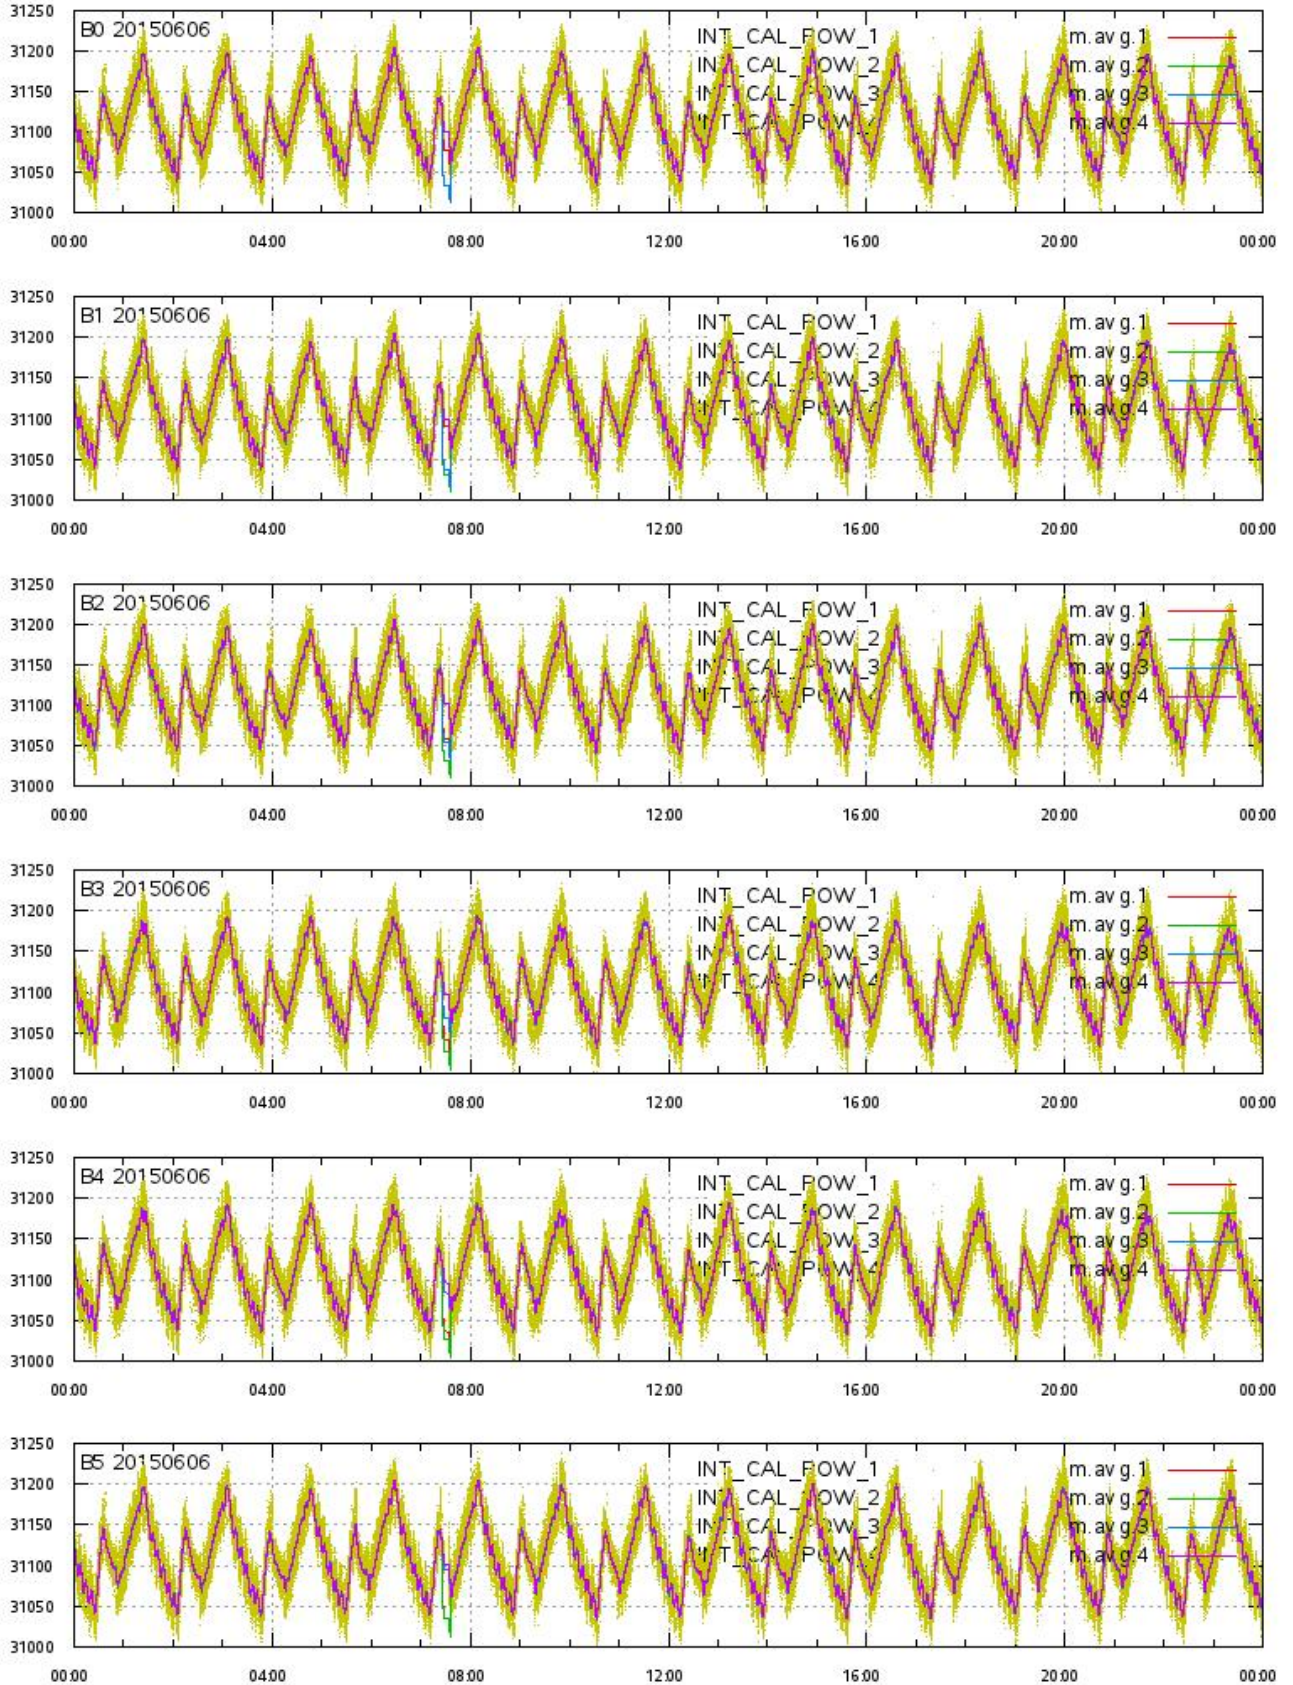 31250
B0 20150606 INT_CAL_POW_1 m.avg.1
31200
INT_CAL_POW_2 m.avg.2
31150
INT_CAL_POW_3 m.avg.3
31100
INT_CAL_POW_4 m.avg.4
31050
31000
00:00 04:00 08:00 12:00 16:00 20:00 00:00
31250
B1 20150606 INT_CAL_POW_1 m.avg.1
31200
INT_CAL_POW_2 m.avg.2
31150
INT_CAL_POW_3 m.avg.3
31100
INT_CAL_POW_4 m.avg.4
31050
31000
00:00 04:00 08:00 12:00 16:00 20:00 00:00
31250
B2 20150606 INT_CAL_POW_1 m.avg.1
31200
INT_CAL_POW_2 m.avg.2
31150
INT_CAL_POW_3 m.avg.3
31100
INT_CAL_POW_4 m.avg.4
31050
31000
00:00 04:00 08:00 12:00 16:00 20:00 00:00
31250
B3 20150606 INT_CAL_POW_1 m.avg.1
31200
INT_CAL_POW_2 m.avg.2
31150
INT_CAL_POW_3 m.avg.3
31100
INT_CAL_POW_4 m.avg.4
31050
31000
00:00 04:00 08:00 12:00 16:00 20:00 00:00
31250
B4 20150606 INT_CAL_POW_1 m.avg.1
31200
INT_CAL_POW_2 m.avg.2
31150
INT_CAL_POW_3 m.avg.3
31100
INT_CAL_POW_4 m.avg.4
31050
31000
00:00 04:00 08:00 12:00 16:00 20:00 00:00
31250
B5 20150606 INT_CAL_POW_1 m.avg.1
31200
INT_CAL_POW_2 m.avg.2
31150
INT_CAL_POW_3 m.avg.3
31100
INT_CAL_POW_4 m.avg.4
31050
31000
00:00 04:00 08:00 12:00 16:00 20:00 00:00